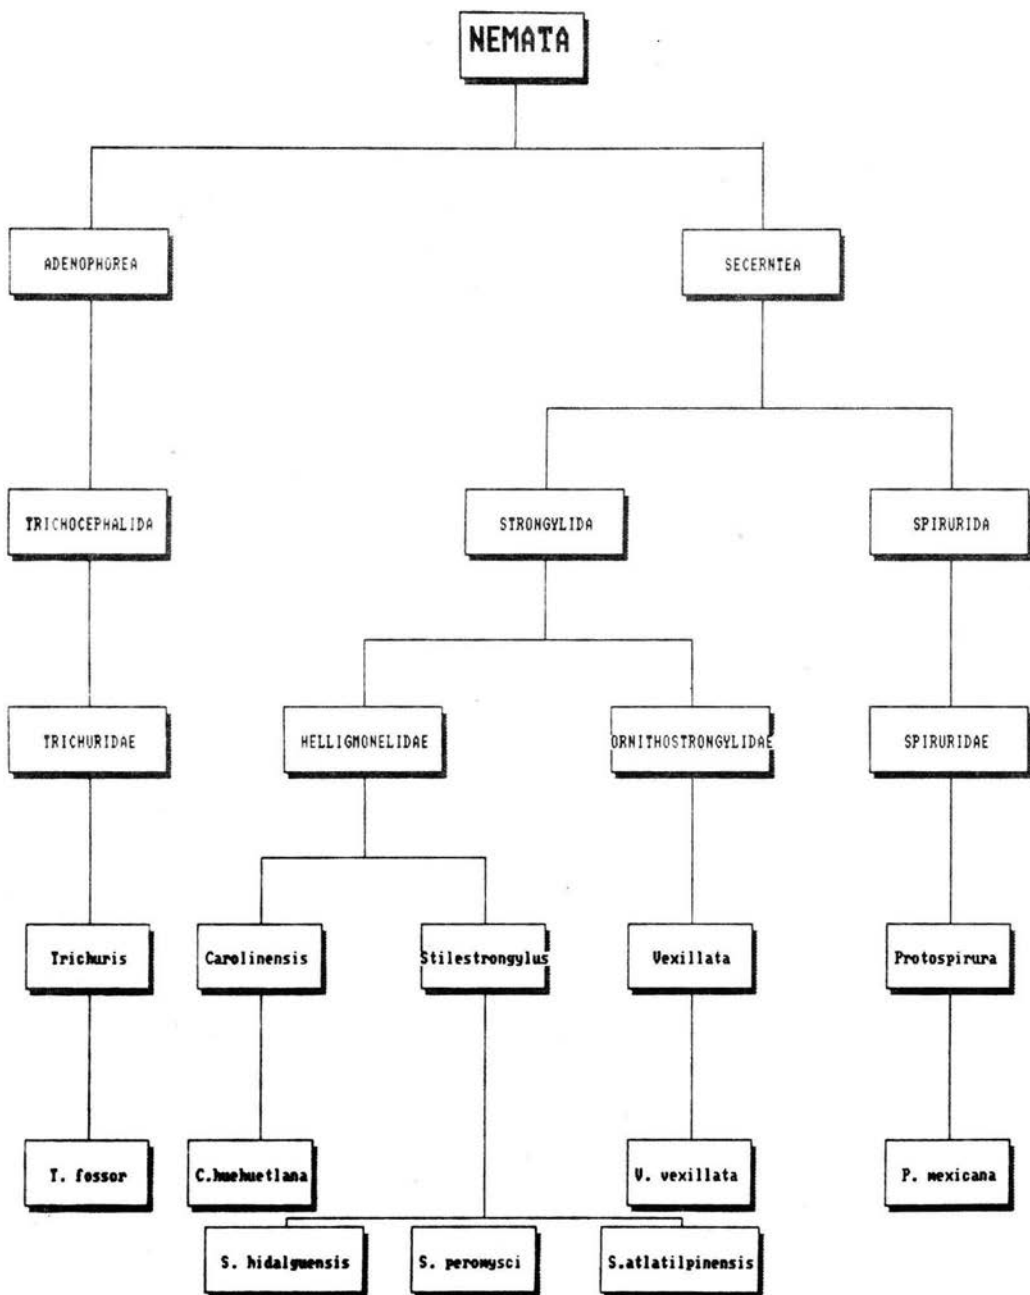 NEMATA
ADENOPHOREA
SECERNTEA
TRICHOCEPHALIDA
STRONGYLIDA
SPIRURIDA
TRICHURIDAE
HELLIGMONELIDAE
ORNITHOSTRONGYLIDAE
SPIRURIDAE
Trichuris
Carolinensis
Stilestrongylus
Vexillata
Protospirura
T. fossor
C.huehuetlana
V. vexillata
P. mexicana
S. hidalguensis
S. peromysci
S.atlatilpinensis